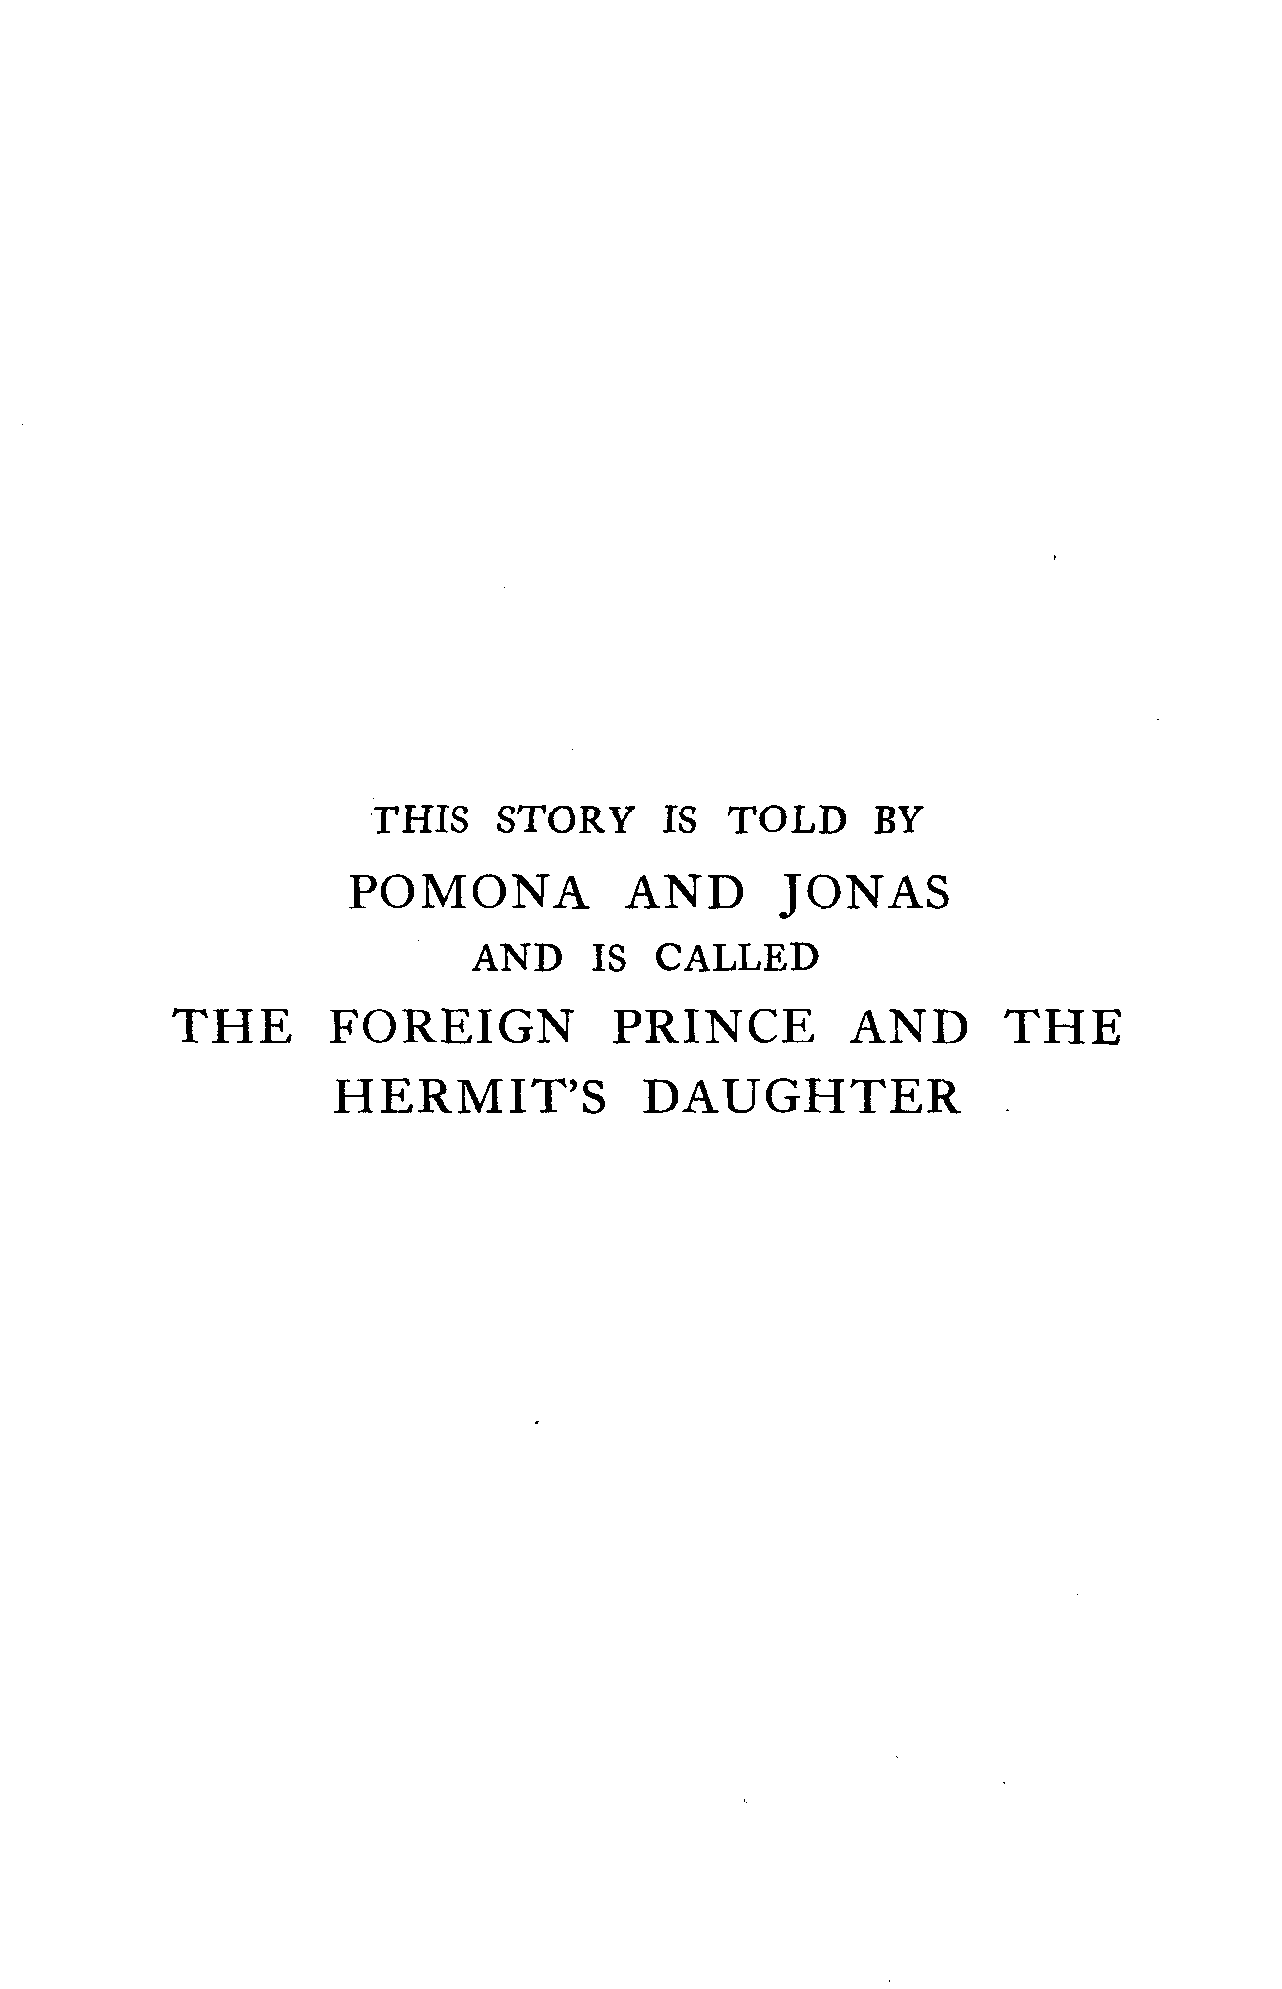 THIS STORY IS TOLD BY
POMONA AND JONAS
AND IS CALLED
THE FOREIGN PRINCE AND THE
HERMIT'S DAUGHTER